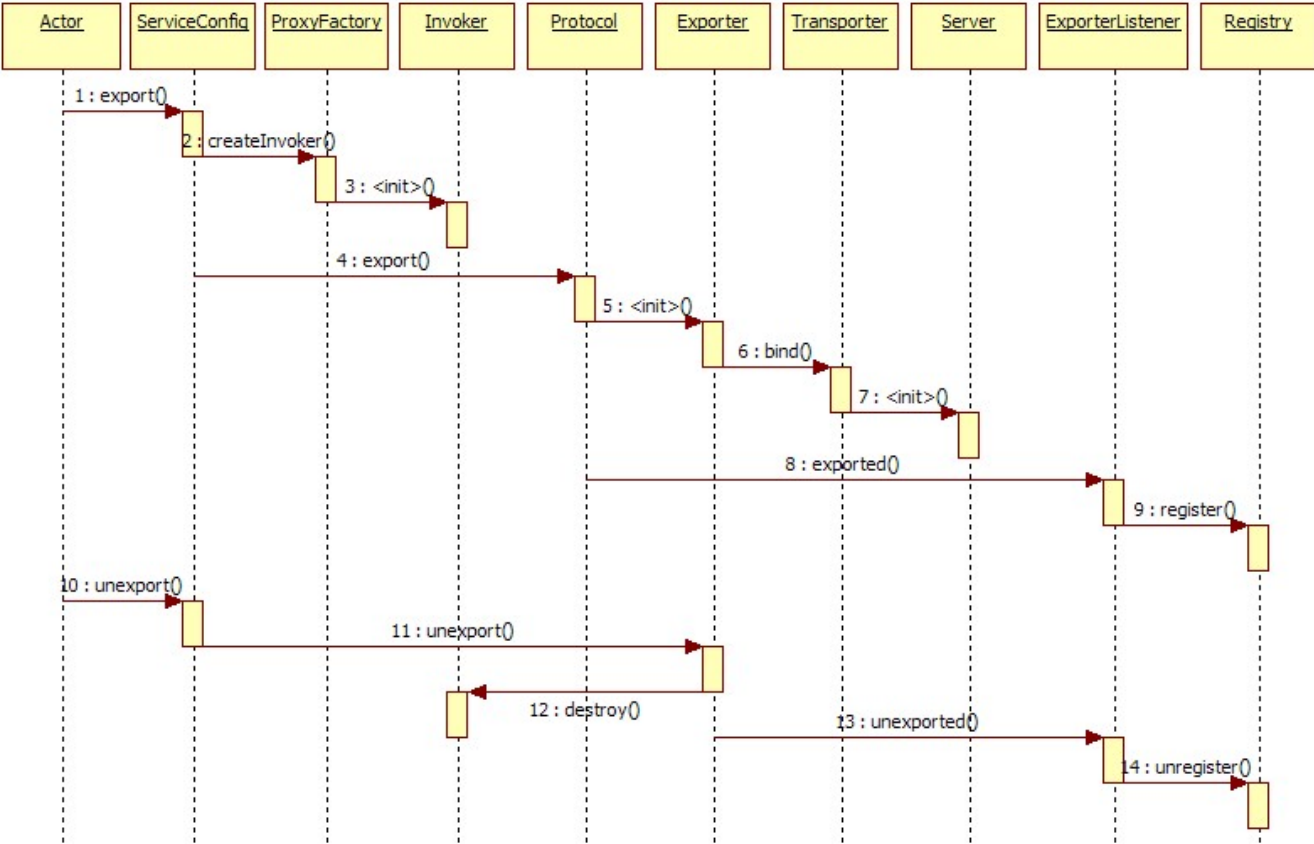 Actor
ServiceConfig
ProxyFactory
Invoker
Protocol
Exporter
Transporter
Server
ExporterListener
Registry
1 : export()
2 : createInvoker()
3 : <init>()
4 : export()
5 : <init>()
6 : bind()
7 : <init>()
8 : exported()
9 : register()
10 : unexport()
11 : unexport()
12 : destroy()
13 : unexported()
14 : unregister()